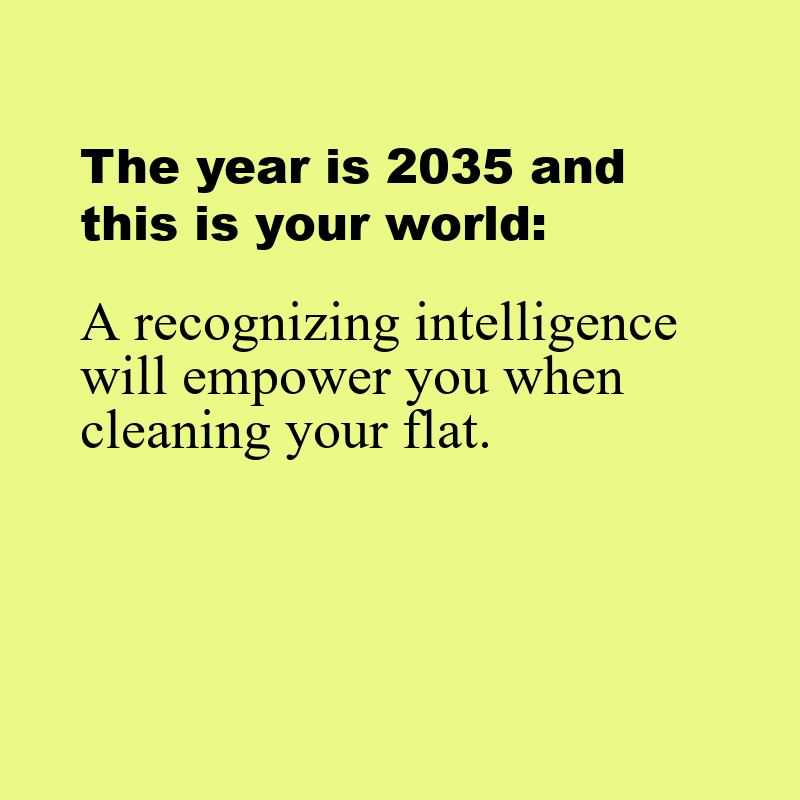 The year is 2035 and
this is your world:
A recognizing intelligence
will empower you when
cleaning your flat.